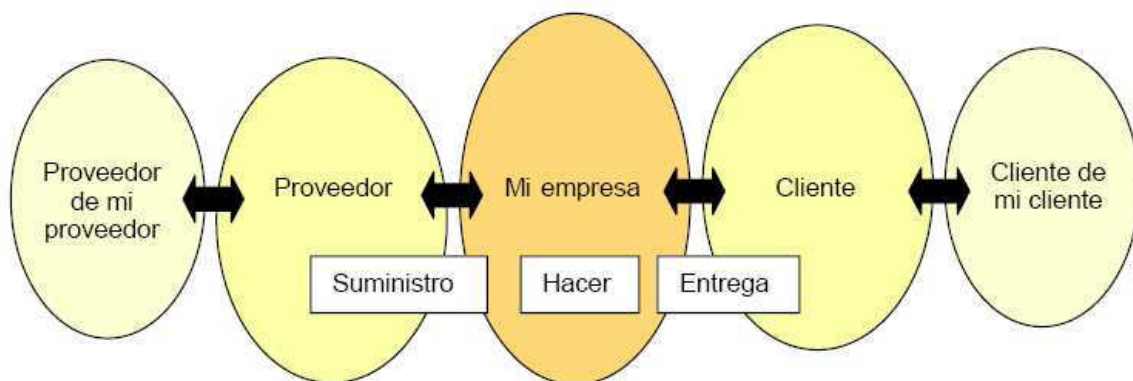 Proveedor
de mi
proveedor
Proveedor
Mi empresa
Cliente
Cliente de
mi cliente
Suministro
Hacer
Entrega